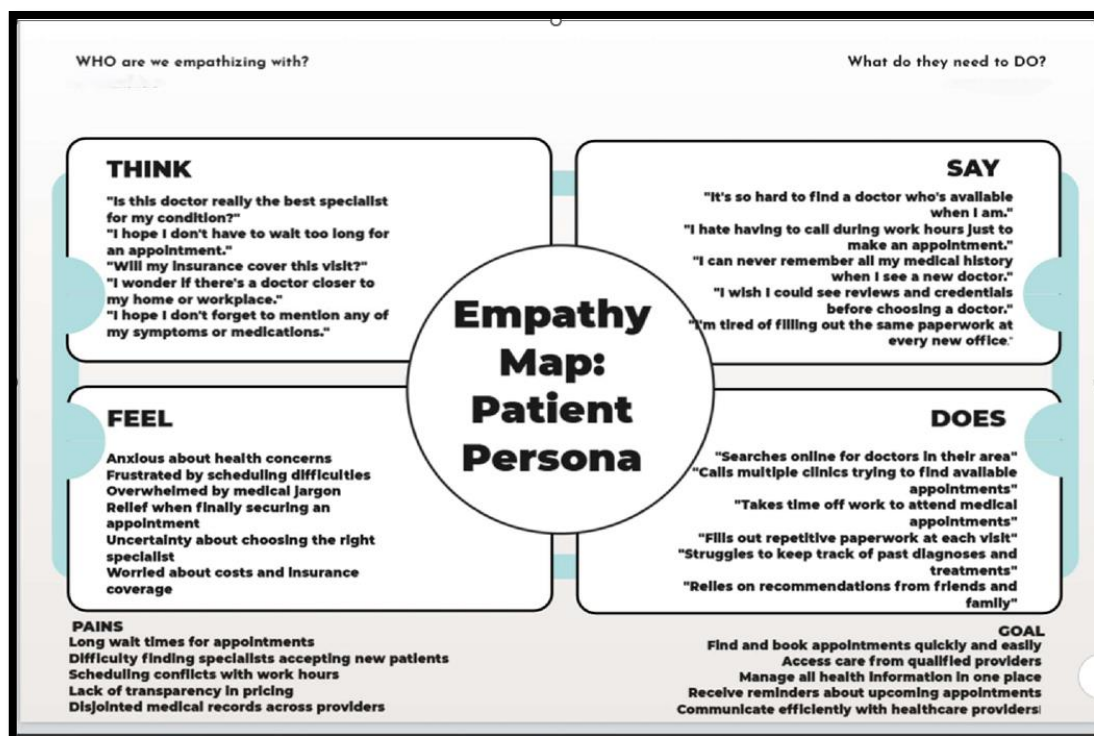 WHO are we empathizing with?
What do they need to DO?
THINK
"Is this doctor really the best specialist
for my condition?"
"I hope I don't have to wait too long for
an appointment."
"Will my insurance cover this visit?"
"I wonder if there's a doctor closer to
my home or workplace."
"I hope I don't forget to mention any of
my symptoms or medications."
SAY
"It's so hard to find a doctor who's available
when I am."
"I hate having to call during work hours just to
make an appointment."
"I can never remember all my medical history
when I see a new doctor."
"I wish I could see reviews and credentials
before choosing a doctor."
"I'm tired of filling out the same paperwork at
every new office."
Empathy
Map:
Patient
Persona
FEEL
Anxious about health concerns
Frustrated by scheduling difficulties
Overwhelmed by medical jargon
Relief when finally securing an
appointment
Uncertainty about choosing the right
specialist
Worried about costs and insurance
coverage
DOES
"Searches online for doctors in their area"
"Calls multiple clinics trying to find available
appointments"
"Takes time off work to attend medical
appointments"
"Fills out repetitive paperwork at each visit"
"Struggles to keep track of past diagnoses and
treatments"
"Relies on recommendations from friends and
family"
PAINS
Long wait times for appointments
Difficulty finding specialists accepting new patients
Scheduling conflicts with work hours
Lack of transparency in pricing
Disjointed medical records across providers
GOAL
Find and book appointments quickly and easily
Access care from qualified providers
Manage all health information in one place
Receive reminders about upcoming appointments
Communicate efficiently with healthcare providers